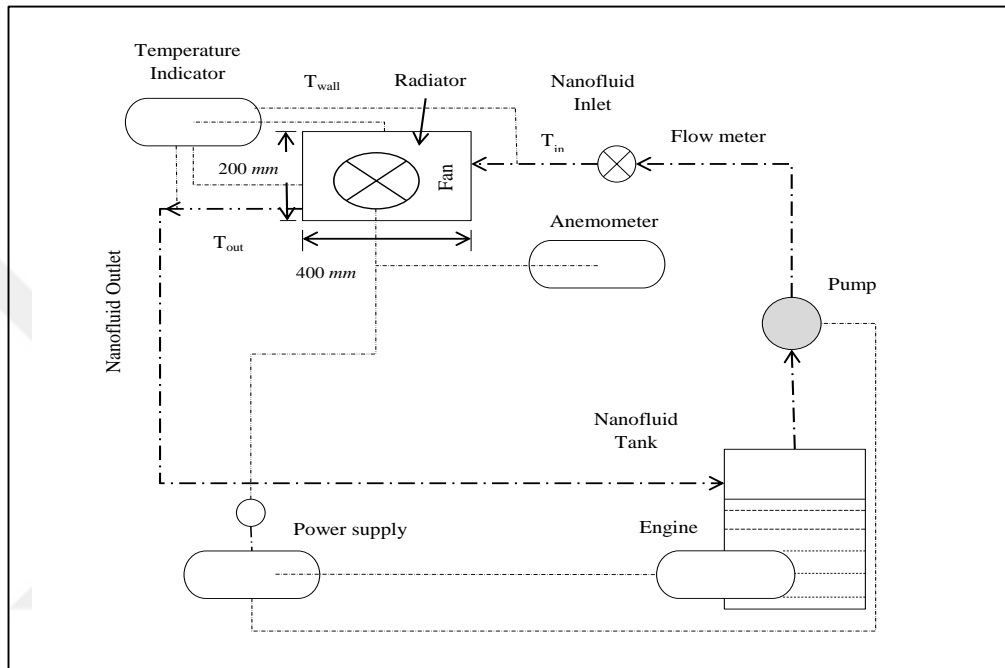 Temperature
Indicator
T_wall
Radiator
Nanofluid
Inlet
Flow meter
T_in
200 mm
Fan
Anemometer
T_out
400 mm
Nanofluid Outlet
Pump
Nanofluid
Tank
Power supply
Engine